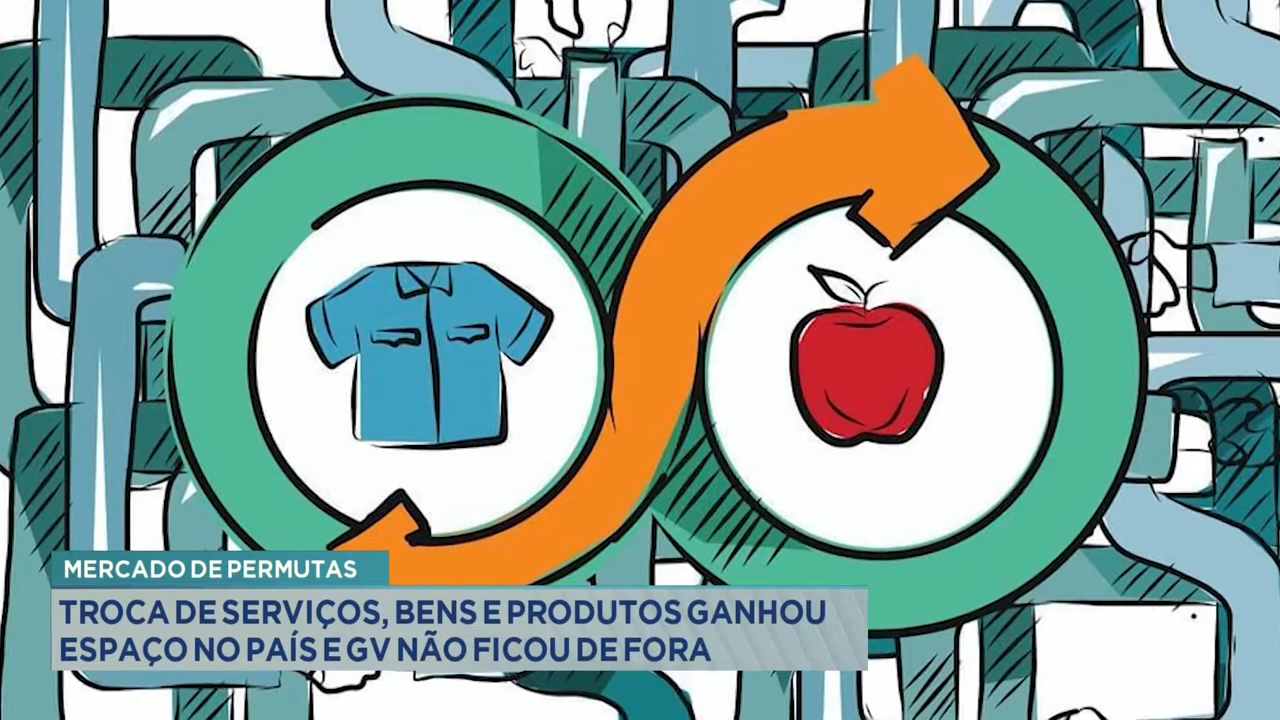 MERCADO DE PERMUTAS
TROCA DE SERVIÇOS, BENS E PRODUTOS GANHOU
ESPAÇO NO PAÍS E GV NÃO FICOU DE FORA